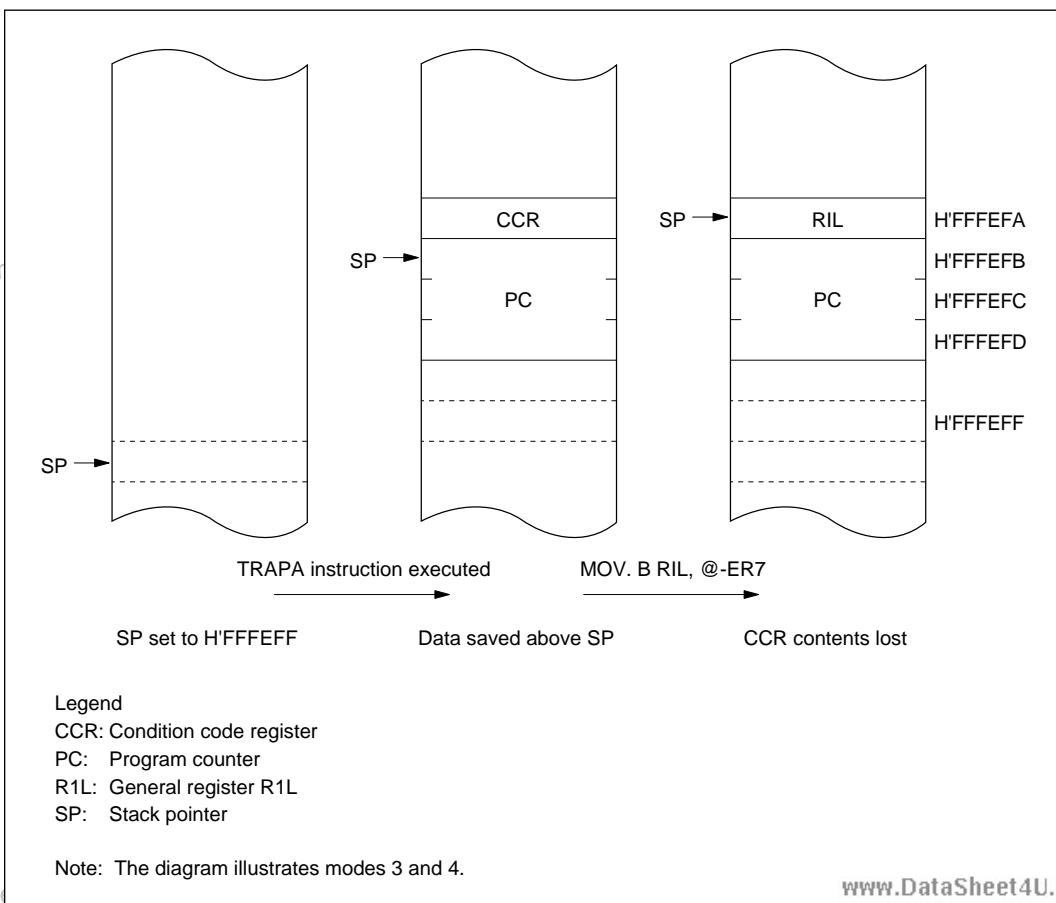 CCR
SP
RIL
H'FFFEFA
SP
H'FFFEFB
PC
PC
H'FFFEFC
H'FFFEFD
H'FFFEFF
SP
TRAPA instruction executed
MOV. B RIL, @-ER7
SP set to H'FFFEFF
Data saved above SP
CCR contents lost
Legend
CCR: Condition code register
PC: Program counter
R1L: General register R1L
SP: Stack pointer
Note: The diagram illustrates modes 3 and 4.
www.DataSheet4U.